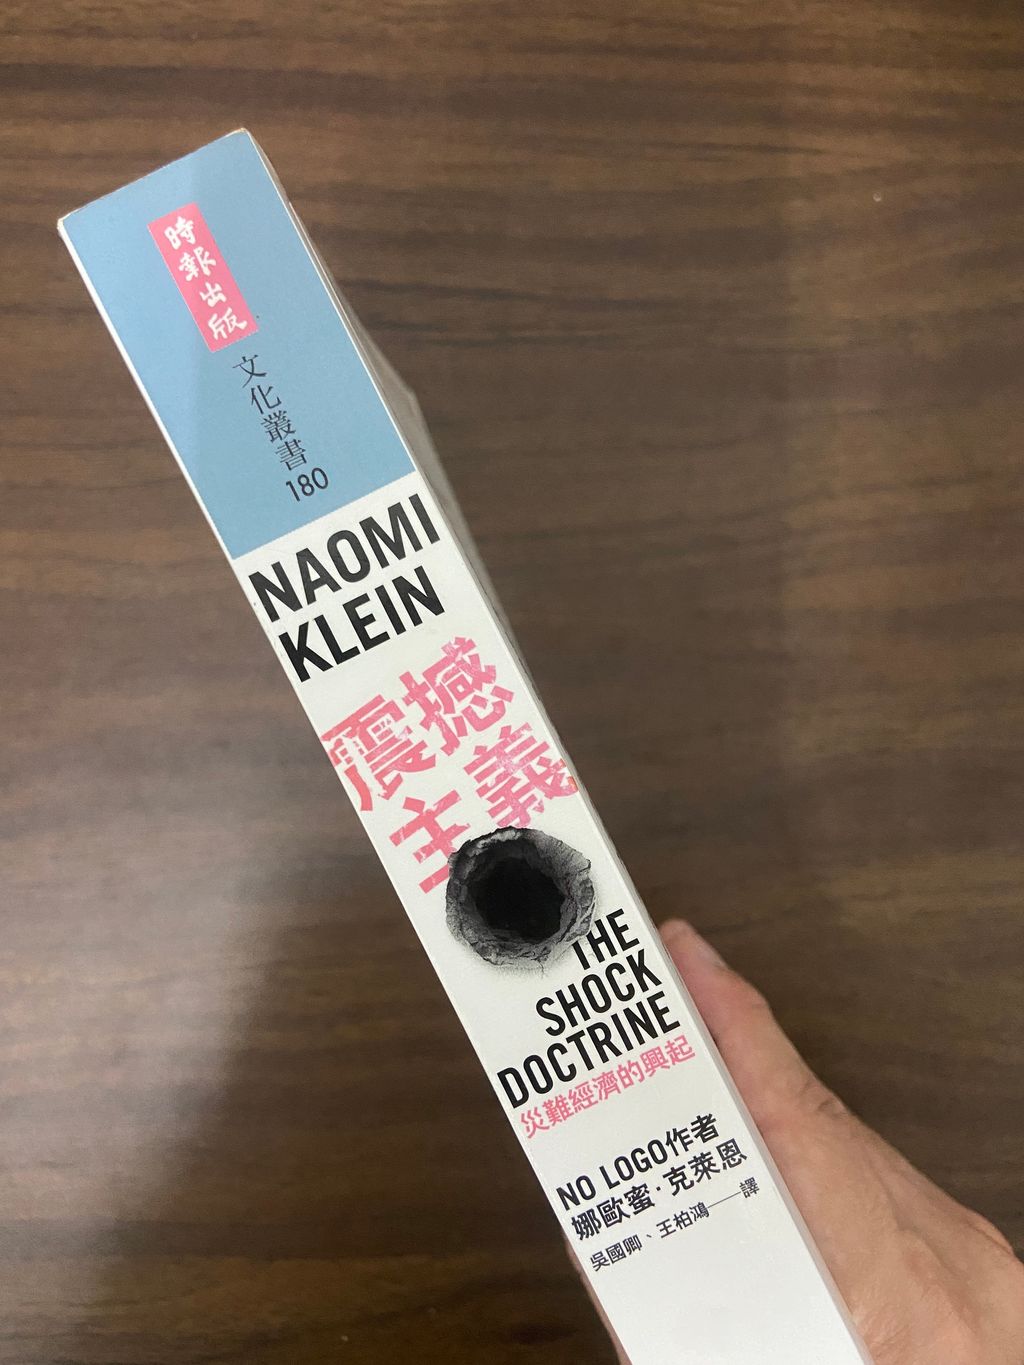 時報出版
文化叢書
180
NAOMI
KLEIN
震撼
主義
THE
SHOCK
DOCTRINE
災難經濟的興起
NO LOGO作者
娜歐蜜·克萊恩
吳國卿、王柏鴻——譯